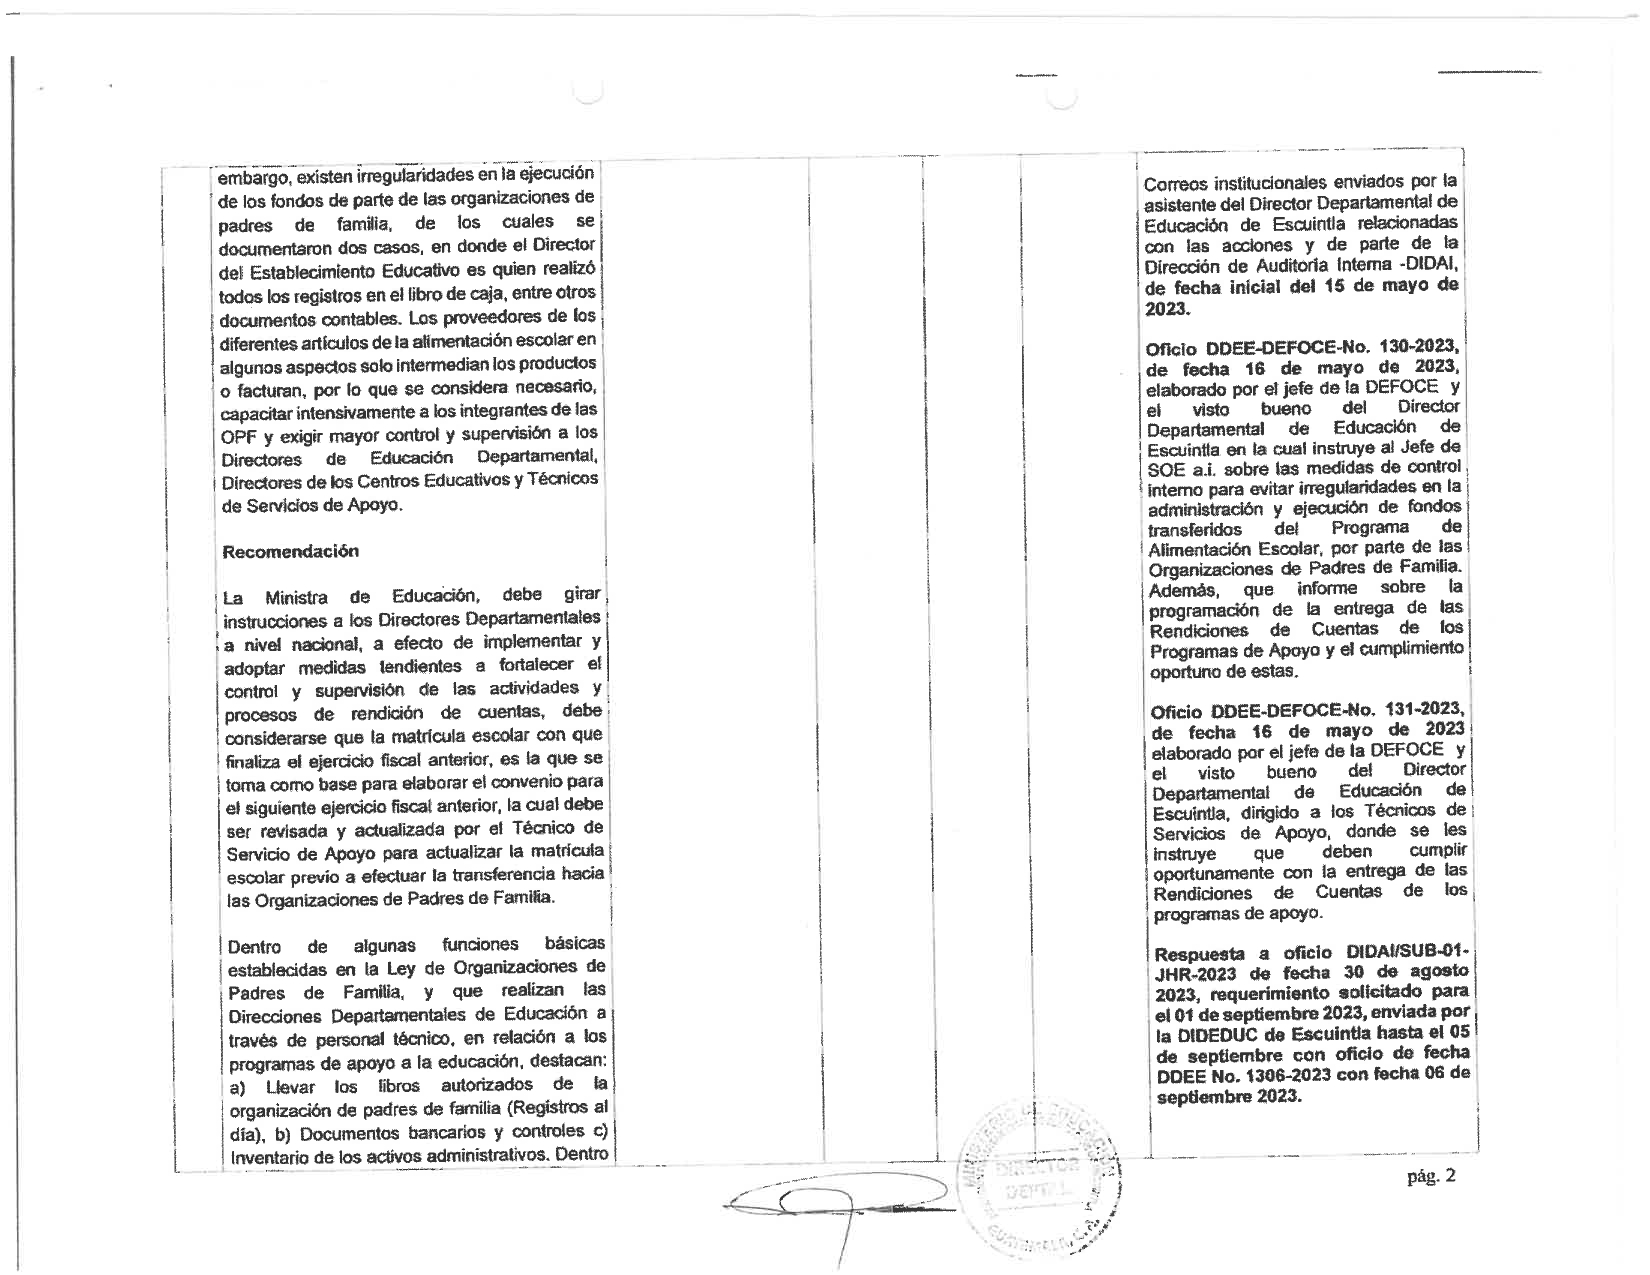 embargo, existen irregularidades en la ejecución
de los fondos de parte de las organizaciones de
padres de familia, de los cuales se
documentaron dos casos, en donde el Director
del Establecimiento Educativo es quien realizó
todos los registros en el libro de caja, entre otros
documentos contables. Los proveedores de los
diferentes artículos de la alimentación escolar en
algunos aspectos solo intermedian los productos
o facturan, por lo que se considera necesario,
capacitar intensivamente a los integrantes de las
OPF y exigir mayor control y supervisión a los
Directores de Educación Departamental,
Directores de los Centros Educativos y Técnicos
de Servicios de Apoyo.
Recomendación
La Ministra de Educación, debe girar
instrucciones a los Directores Departamentales
a nivel nacional, a efecto de implementar y
adoptar medidas tendientes a fortalecer el
control y supervisión de las actividades y
procesos de rendición de cuentas, debe
considerarse que la matrícula escolar con que
finaliza el ejercicio fiscal anterior, es la que se
toma como base para elaborar el convenio para
el siguiente ejercicio fiscal anterior, la cual debe
ser revisada y actualizada por el Técnico de
Servicio de Apoyo para actualizar la matrícula
escolar previo a efectuar la transferencia hacia
las Organizaciones de Padres de Familia.
Dentro de algunas funciones básicas
establecidas en la Ley de Organizaciones de
Padres de Familia, y que realizan las
Direcciones Departamentales de Educación a
través de personal técnico, en relación a los
programas de apoyo a la educación, destacan:
a) Llevar los libros autorizados de la
organización de padres de familia (Registros al
día), b) Documentos bancarios y controles c)
Inventario de los activos administrativos. Dentro
Correos institucionales enviados por la
asistente del Director Departamental de
Educación de Escuintla relacionadas
con las acciones y de parte de la
Dirección de Auditoria Interna -DIDAI,
de fecha inicial del 15 de mayo de
2023.
Oficio DDEE-DEFOCE-No. 130-2023,
de fecha 16 de mayo de 2023,
elaborado por el jefe de la DEFOCE y
el visto bueno del Director
Departamental de Educación de
Escuintla en la cual instruye al Jefe de
SOE a.i. sobre las medidas de control
interno para evitar irregularidades en la
administración y ejecución de fondos
transferidos del Programa de
Alimentación Escolar, por parte de las
Organizaciones de Padres de Familia.
Además, que informe sobre la
programación de la entrega de las
Rendiciones de Cuentas de los
Programas de Apoyo y el cumplimiento
oportuno de estas.
Oficio DDEE-DEFOCE-No. 131-2023,
de fecha 16 de mayo de 2023
elaborado por el jefe de la DEFOCE y
el visto bueno del Director
Departamental de Educación de
Escuintla, dirigido a los Técnicos de
Servicios de Apoyo, donde se les
instruye que deben cumplir
oportunamente con la entrega de las
Rendiciones de Cuentas de los
programas de apoyo.
Respuesta a oficio DIDAI/SUB-01-
JHR-2023 de fecha 30 de agosto
2023, requerimiento solicitado para
el 01 de septiembre 2023, enviada por
la DIDEDUC de Escuintla hasta el 05
de septiembre con oficio de fecha
DDEE No. 1306-2023 con fecha 06 de
septiembre 2023.
MINISTERIO DE EDUCACION
DIRECTOR
DEPTAL.
pág. 2